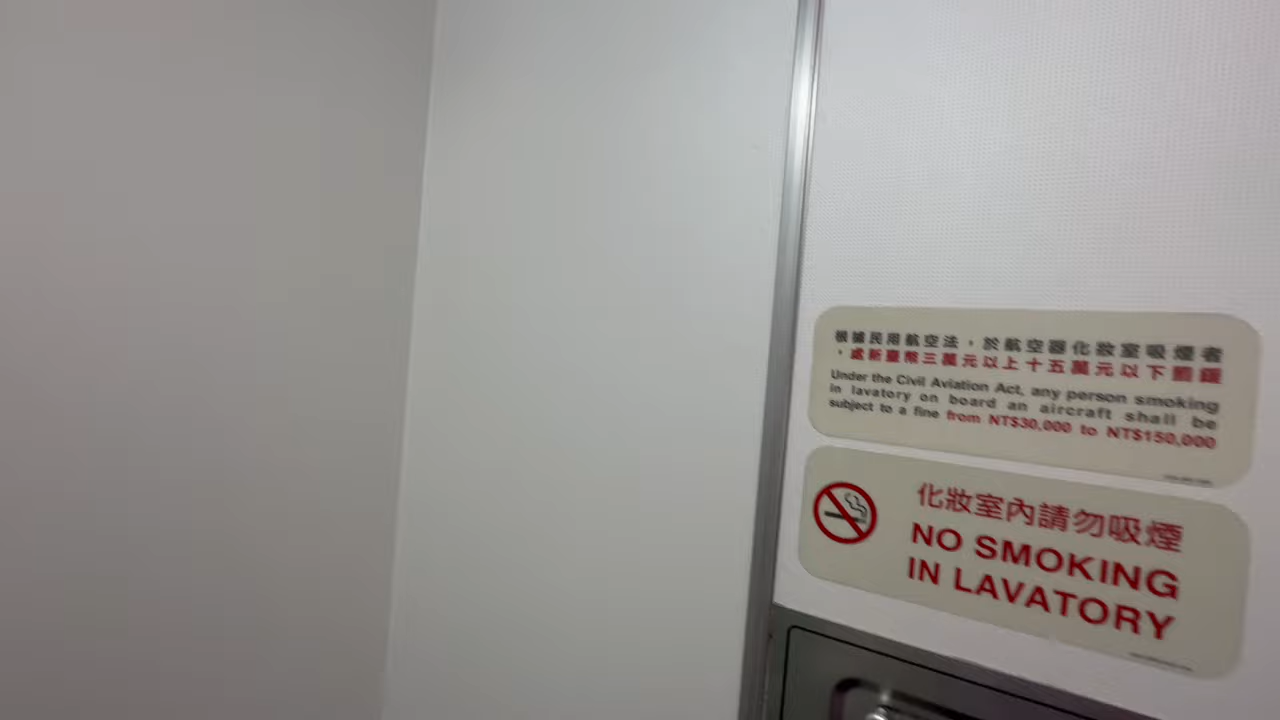 根據民用航空法，於航空器化妝室吸煙者
，處新臺幣三萬元以上十五萬元以下罰鍰
Under the Civil Aviation Act, any person smoking
in lavatory on board an aircraft shall be
subject to a fine from NT$30,000 to NT$150,000
化妝室內請勿吸煙
NO SMOKING
IN LAVATORY